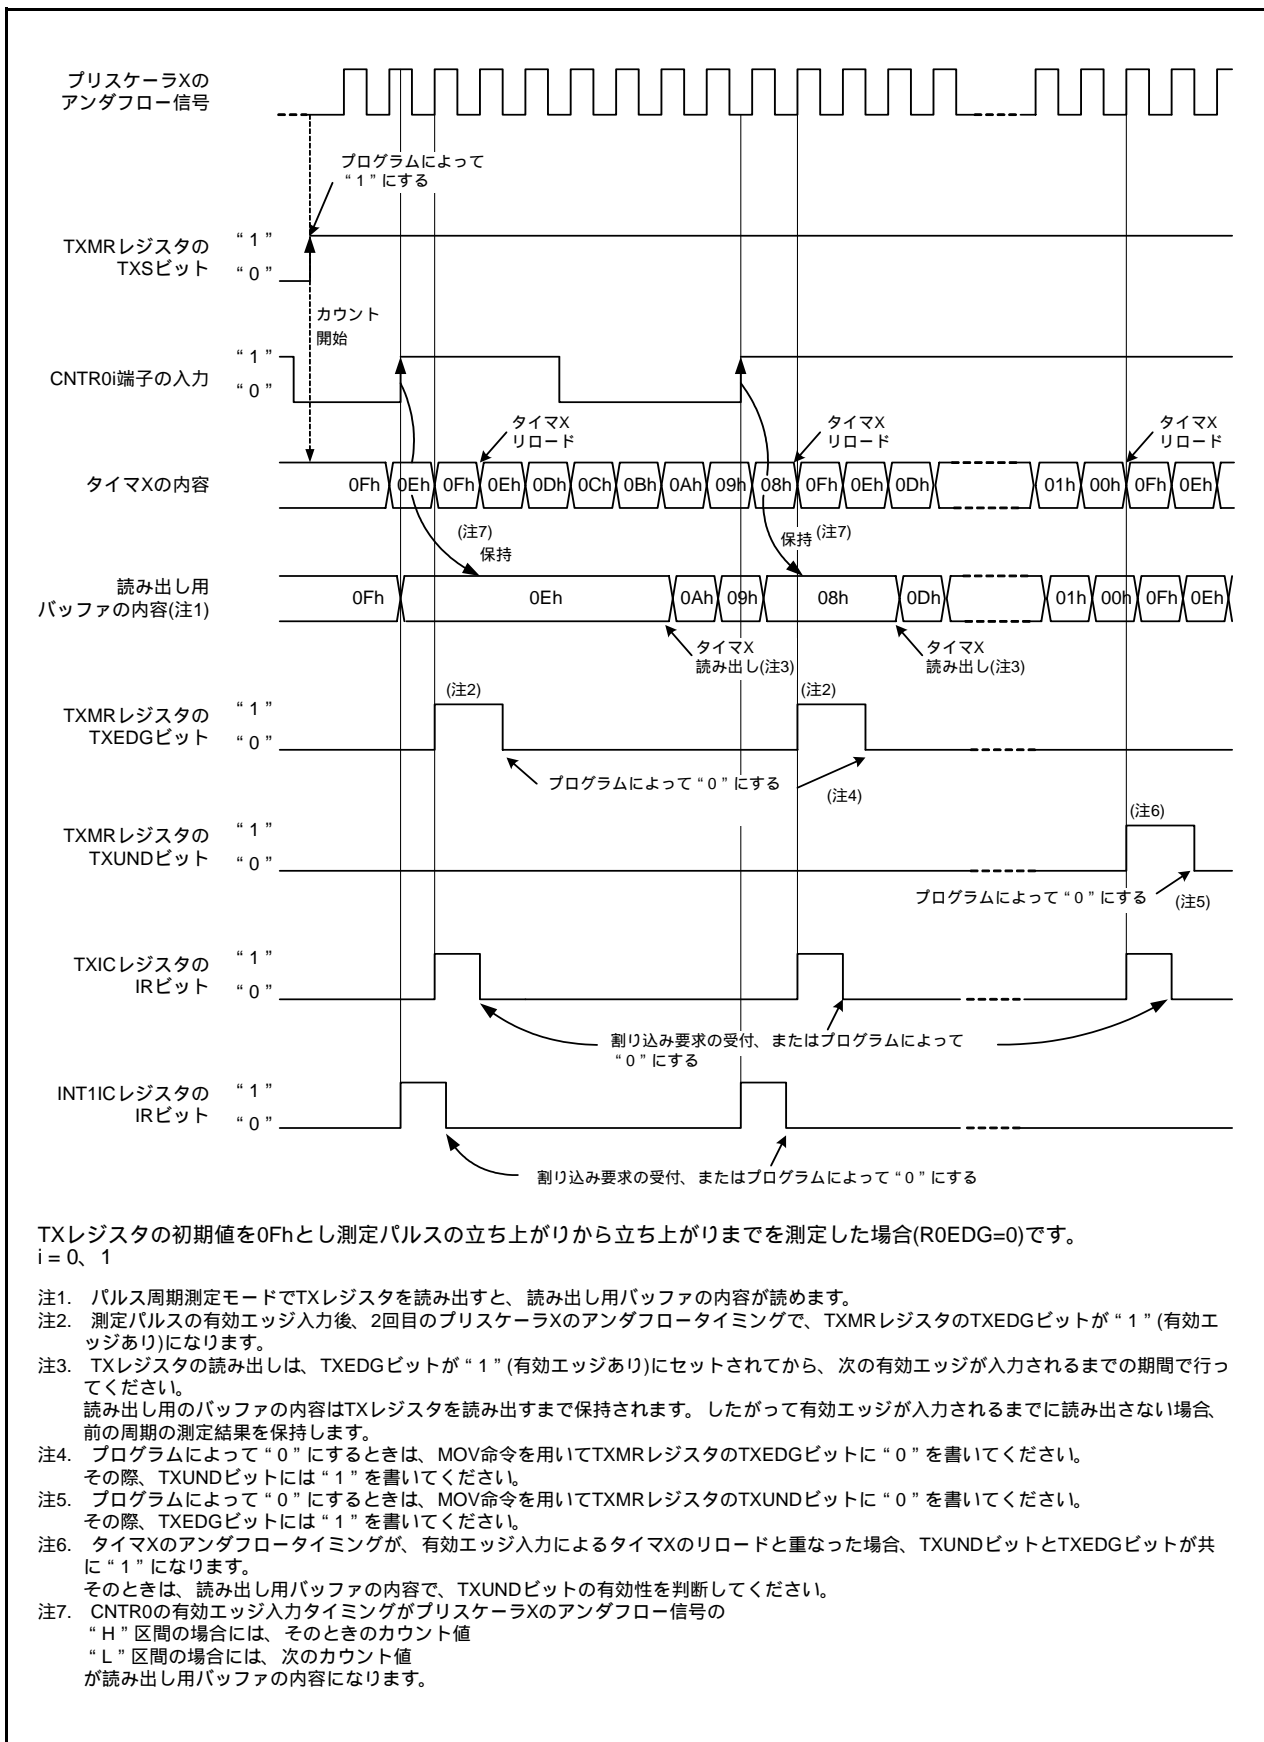 プリスケーラXの
アンダフロー信号
プログラムによって
“ 1 ” にする
TXMRレジスタの
TXSビット
“ 1 ”
“ 0 ”
カウント
開始
CNTR0i端子の入力
“ 1 ”
“ 0 ”
タイマX
リロード
タイマX
リロード
タイマX
リロード
タイマXの内容
0Fh 0Eh 0Fh 0Eh 0Dh 0Ch 0Bh 0Ah 09h 08h 0Fh 0Eh 0Dh 01h 00h 0Fh 0Eh
(注7)
保持
保持
(注7)
読み出し用
バッファの内容(注1)
0Fh 0Eh 0Ah 09h 08h 0Dh 01h 00h 0Fh 0Eh
タイマX
読み出し(注3)
タイマX
読み出し(注3)
TXMRレジスタの
TXEDGビット
“ 1 ”
“ 0 ”
(注2)
(注2)
プログラムによって “ 0 ” にする
(注4)
TXMRレジスタの
TXUNDビット
“ 1 ”
“ 0 ”
(注6)
プログラムによって “ 0 ” にする
(注5)
TXICレジスタの
IRビット
“ 1 ”
“ 0 ”
割り込み要求の受付、またはプログラムによって
“ 0 ” にする
INT1ICレジスタの
IRビット
“ 1 ”
“ 0 ”
割り込み要求の受付、またはプログラムによって “ 0 ” にする
TXレジスタの初期値を0Fhとし測定パルスの立ち上がりから立ち上がりまでを測定した場合(R0EDG=0)です。
i = 0、1
注1. パルス周期測定モードでTXレジスタを読み出すと、読み出し用バッファの内容が読めます。
注2. 測定パルスの有効エッジ入力後、2回目のプリスケーラXのアンダフロータイミングで、TXMRレジスタのTXEDGビットが “ 1 ” (有効エ
ッジあり)になります。
注3. TXレジスタの読み出しは、TXEDGビットが “ 1 ” (有効エッジあり)にセットされてから、次の有効エッジが入力されるまでの期間で行っ
てください。
読み出し用のバッファの内容はTXレジスタを読み出すまで保持されます。したがって有効エッジが入力されるまでに読み出さない場合、
前の周期の測定結果を保持します。
注4. プログラムによって “ 0 ” にするときは、MOV命令を用いてTXMRレジスタのTXEDGビットに “ 0 ” を書いてください。
その際、TXUNDビットには “ 1 ” を書いてください。
注5. プログラムによって “ 0 ” にするときは、MOV命令を用いてTXMRレジスタのTXUNDビットに “ 0 ” を書いてください。
その際、TXEDGビットには “ 1 ” を書いてください。
注6. タイマXのアンダフロータイミングが、有効エッジ入力によるタイマXのリロードと重なった場合、TXUNDビットとTXEDGビットが共
に “ 1 ” になります。
そのときは、読み出し用バッファの内容で、TXUNDビットの有効性を判断してください。
注7. CNTR0の有効エッジ入力タイミングがプリスケーラXのアンダフロー信号の
“ H ” 区間の場合には、そのときのカウント値
“ L ” 区間の場合には、次のカウント値
が読み出し用バッファの内容になります。